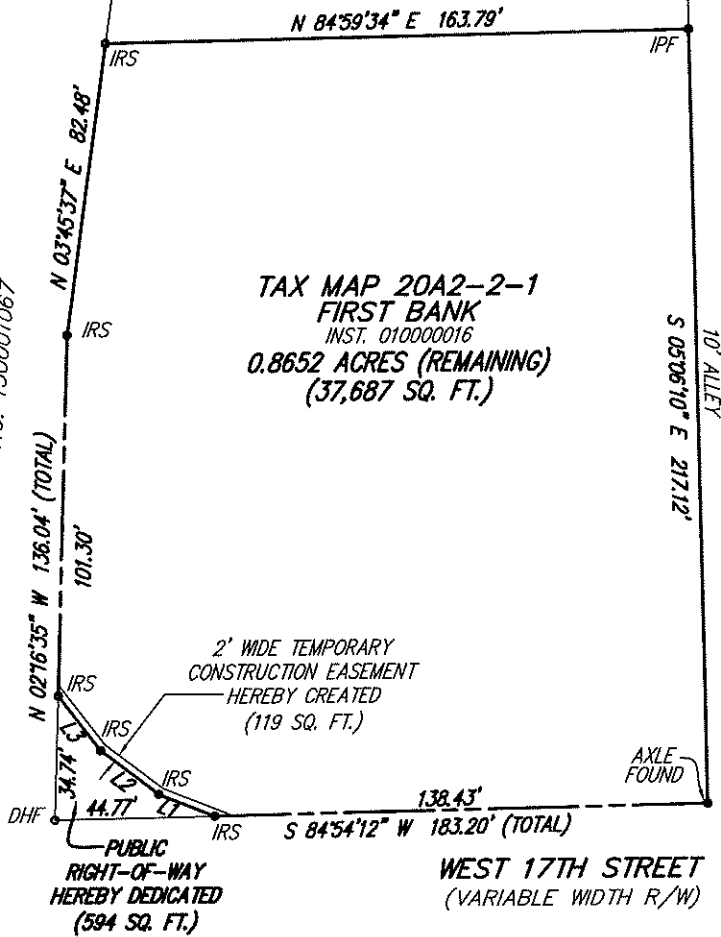 N 84°59'34" E 163.79'
IRS
IPF
N 03°45'37" E 82.48'
IRS
TAX MAP 20A2-2-1
FIRST BANK
INST. 010000016
0.8652 ACRES (REMAINING)
(37,687 SQ. FT.)
10' ALLEY
S 05°06'10" E 217.12'
N 02°16'35" W 136.04' (TOTAL)
101.30'
2' WIDE TEMPORARY
CONSTRUCTION EASEMENT
HEREBY CREATED
(119 SQ. FT.)
IRS
L3
IRS
L2
IRS
L1
IRS
34.74'
44.77'
DHF
138.43'
S 84°54'12" W 183.20' (TOTAL)
AXLE
FOUND
PUBLIC
RIGHT-OF-WAY
HEREBY DEDICATED
(594 SQ. FT.)
WEST 17TH STREET
(VARIABLE WIDTH R/W)